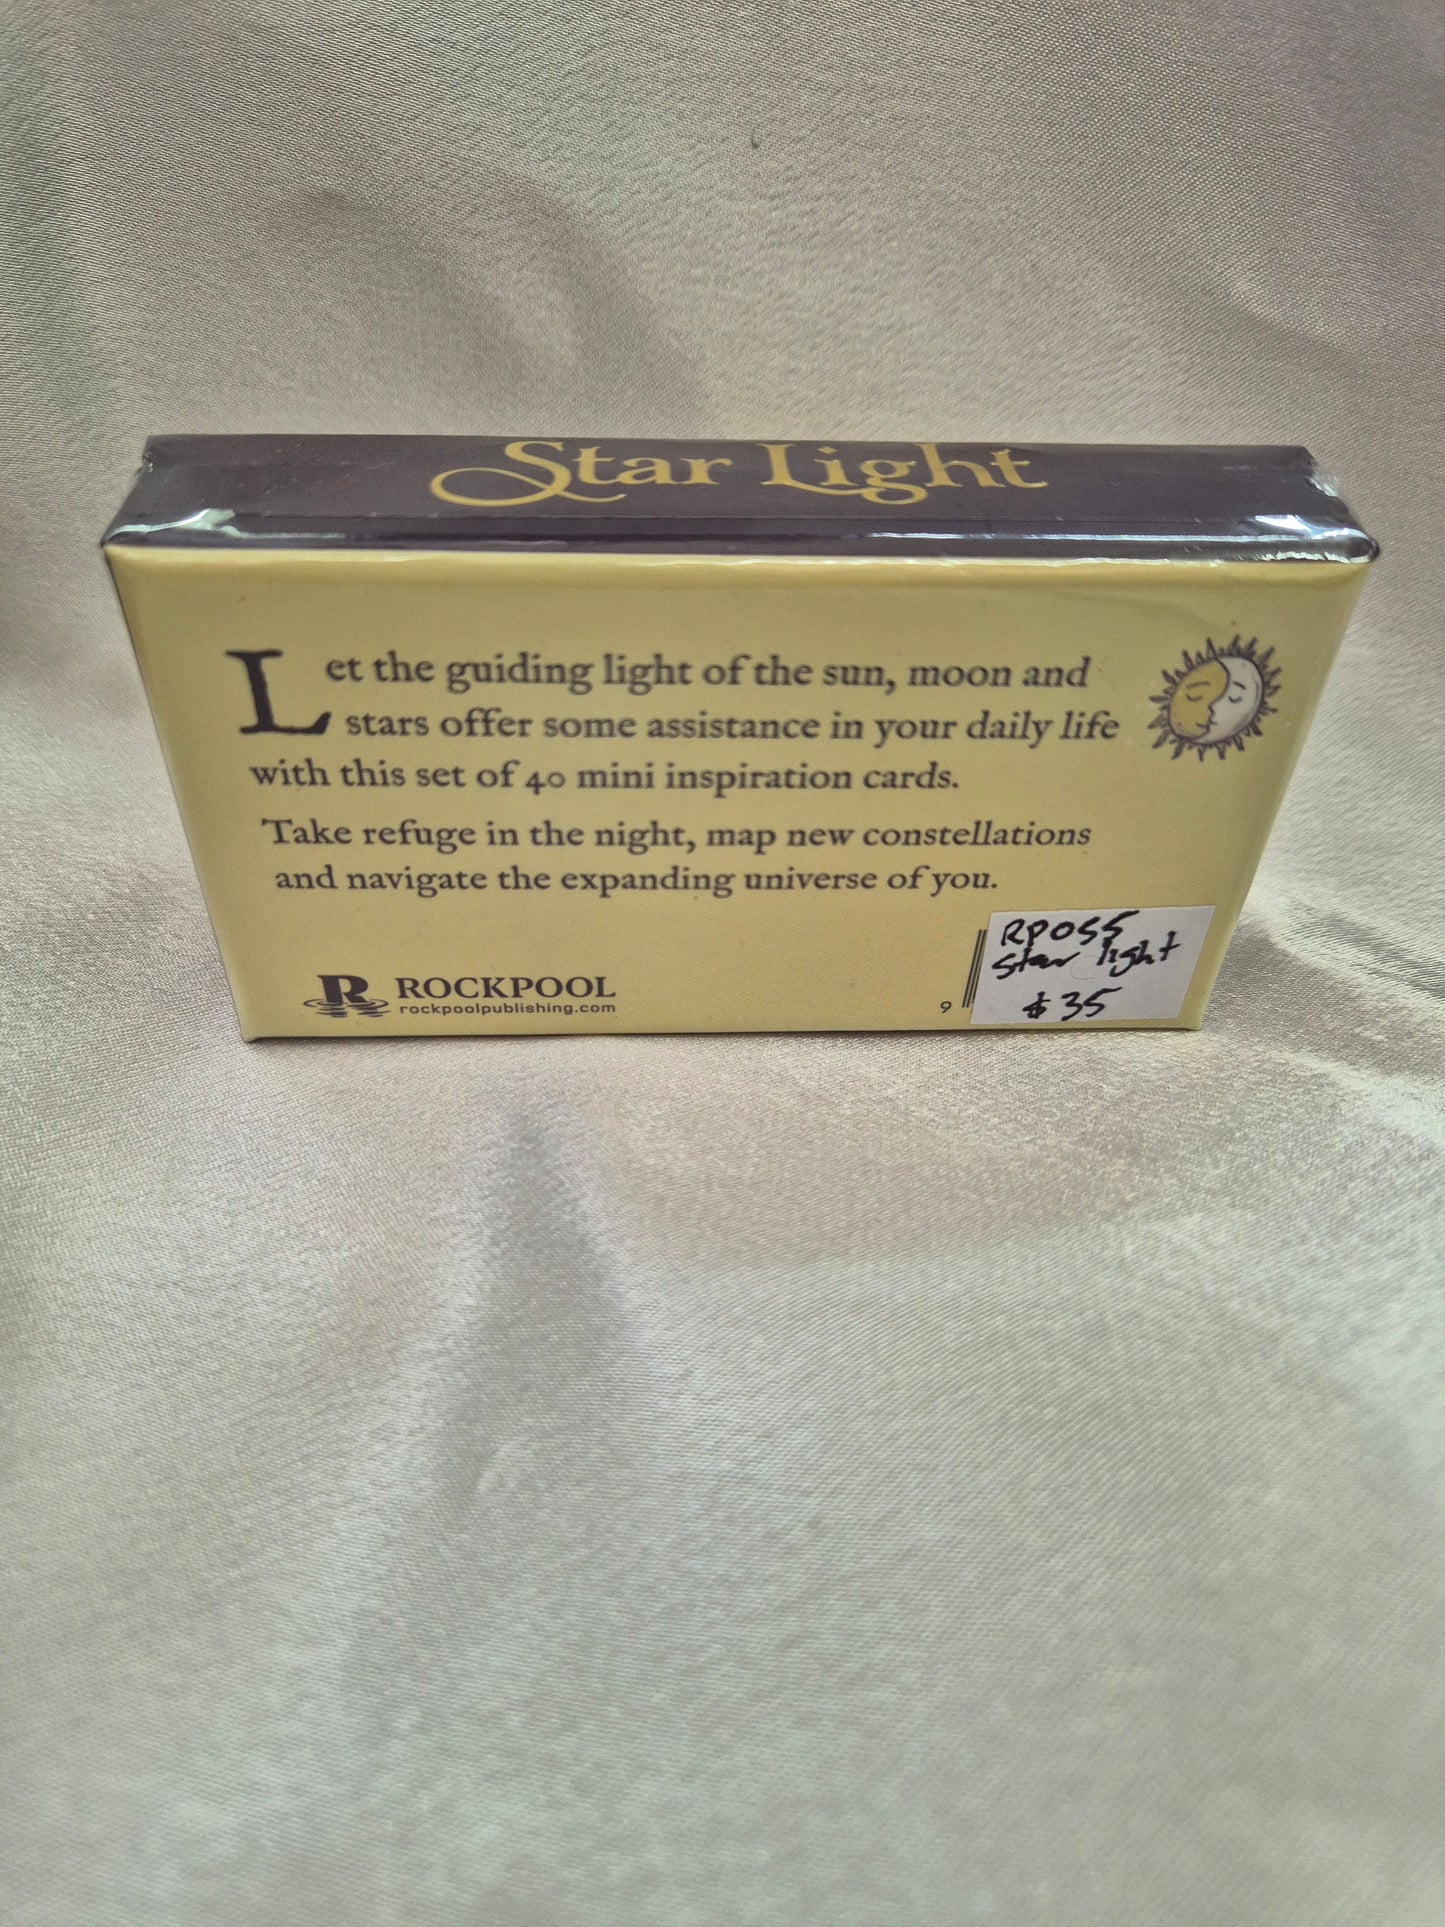 Star Light
Let the guiding light of the sun, moon and
stars offer some assistance in your daily life
with this set of 40 mini inspiration cards.
Take refuge in the night, map new constellations
and navigate the expanding universe of you.
R ROCKPOOL
rockpoolpublishing.com
9
RP055
Star light
$35